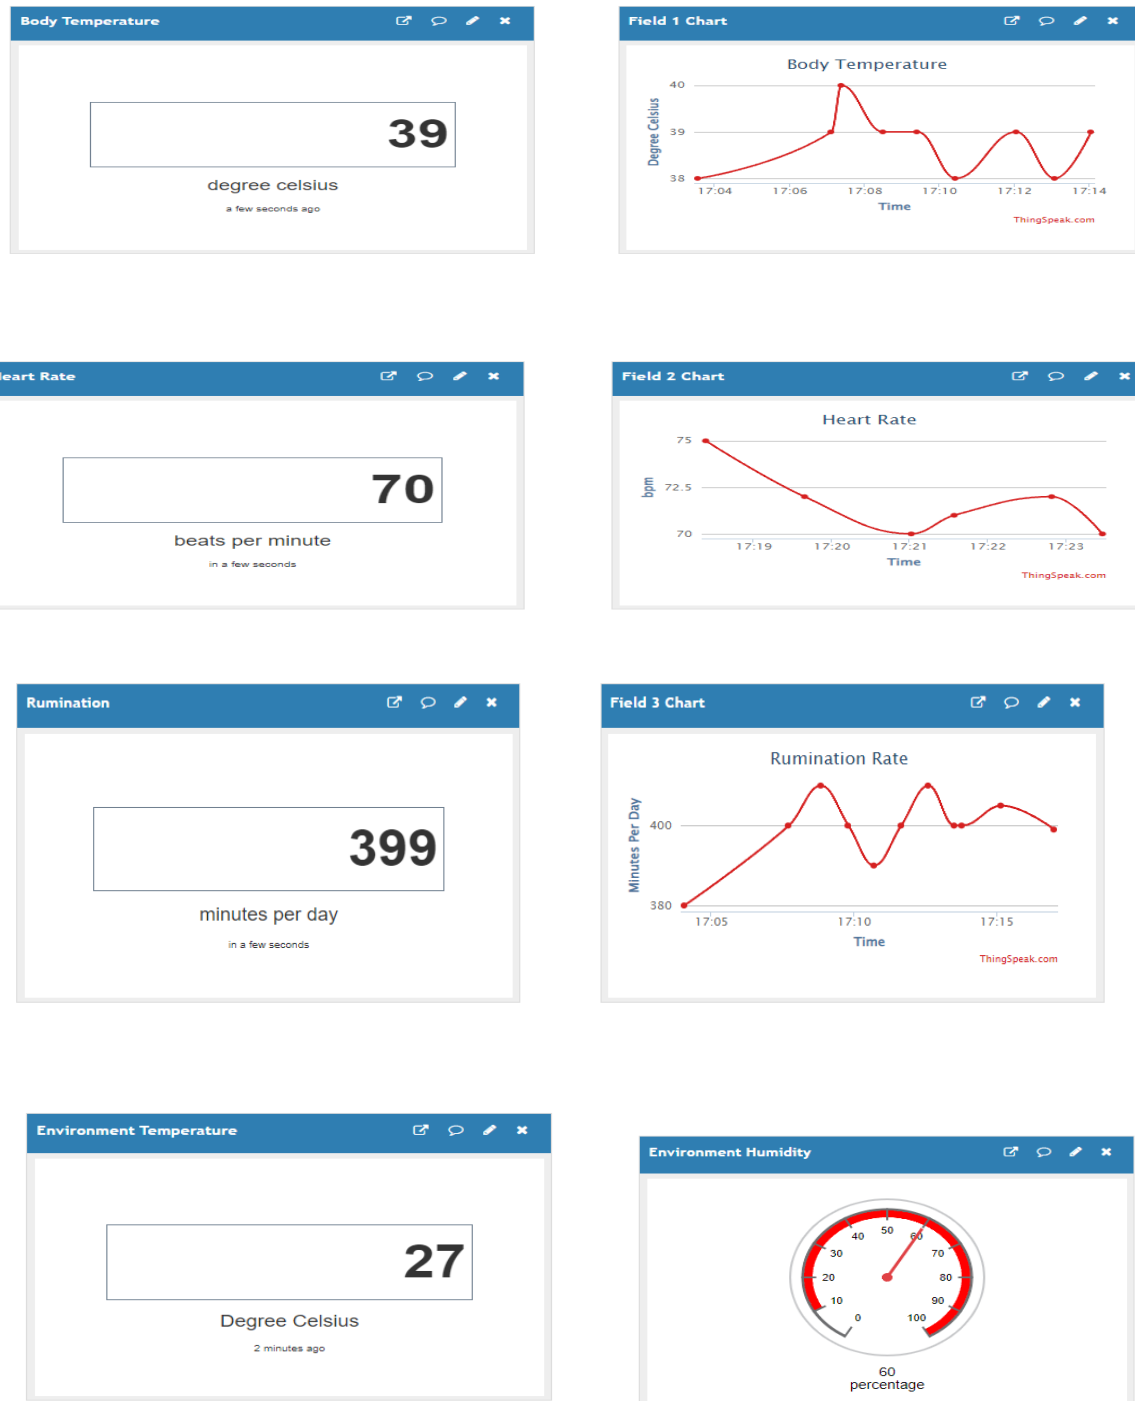 Body Temperature
39
degree celsius
a few seconds ago
Field 1 Chart
Body Temperature
Degree Celsius
40
39
38
17:04 17:06 17:08 17:10 17:12 17:14
Time
ThingSpeak.com
eart Rate
70
beats per minute
in a few seconds
Field 2 Chart
Heart Rate
bpm
75
72.5
70
17:19 17:20 17:21 17:22 17:23
Time
ThingSpeak.com
Rumination
399
minutes per day
in a few seconds
Field 3 Chart
Rumination Rate
Minutes Per Day
400
380
17:05 17:10 17:15
Time
ThingSpeak.com
Environment Temperature
27
Degree Celsius
2 minutes ago
Environment Humidity
0 10 20 30 40 50 60 70 80 90 100
60
percentage